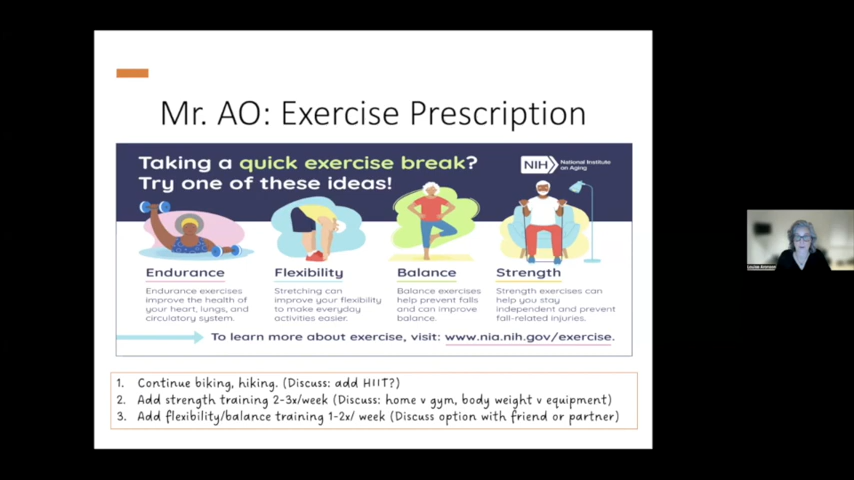 Mr. AO: Exercise Prescription
Taking a quick exercise break?
Try one of these ideas!
NIH National Institute
on Aging
Endurance
Endurance exercises
improve the health of
your heart, lungs, and
circulatory system.
Flexibility
Stretching can
improve your flexibility
to make everyday
activities easier.
Balance
Balance exercises
help prevent falls
and can improve
balance.
Strength
Strength exercises can
help you stay
independent and prevent
fall-related injuries.
To learn more about exercise, visit: www.nia.nih.gov/exercise.
1. Continue biking, hiking. (Discuss: add HIIT?)
2. Add strength training 2-3x/week (Discuss: home v gym, body weight v equipment)
3. Add flexibility/balance training 1-2x/ week (Discuss option with friend or partner)
Louise Aronson